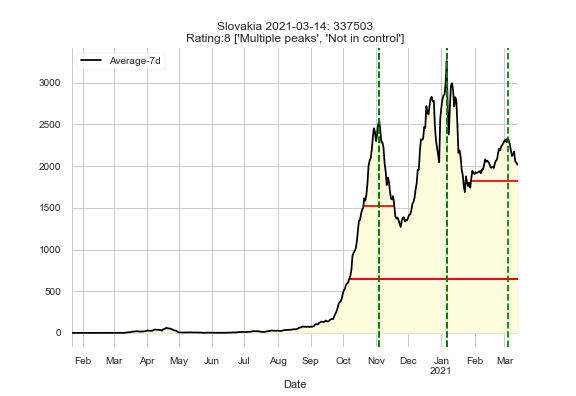 Slovakia 2021-03-14: 337503
Rating:8 ['Multiple peaks', 'Not in control']
Average-7d
3000
2500
2000
1500
1000
500
0
Feb Mar Apr May Jun Jul Aug Sep Oct Nov Dec Jan Feb Mar
2021
Date